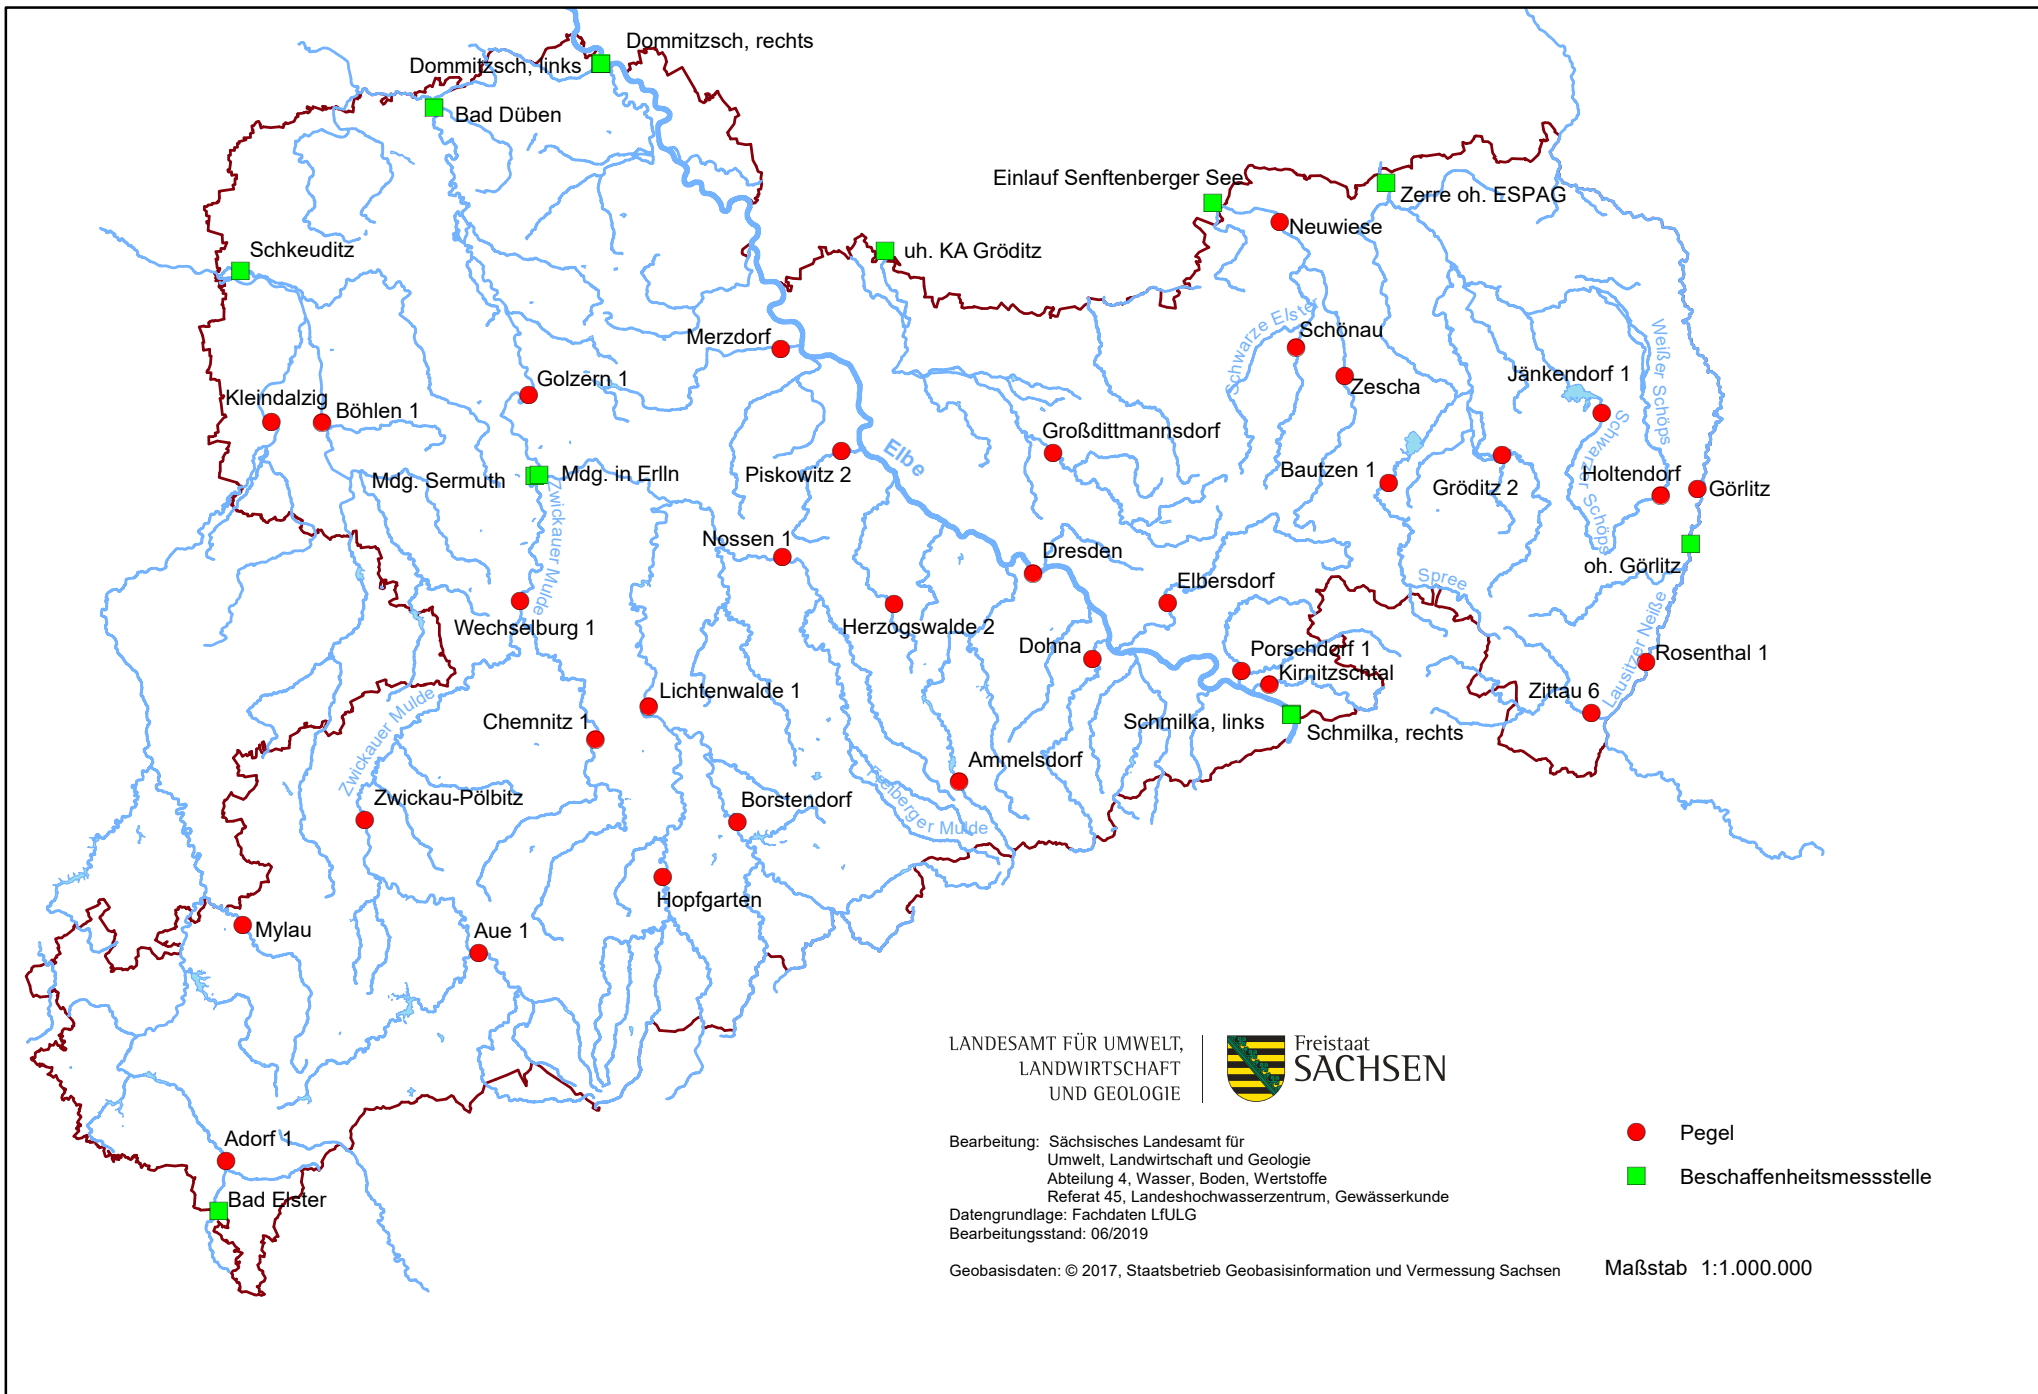 Dommitzsch, rechts
Dommitzsch, links
Bad Düben
Einlauf Senftenberger See
Zerre oh. ESPAG
Neuwiese
Schkeuditz
uh. KA Gröditz
Schwarze Elster
Schönau
Merzdorf
Weißer Schöps
Zescha
Jänkendorf 1
Golzern 1
Kleindalzig
Böhlen 1
Schwarzer Schöps
Elbe
Großdittmannsdorf
Mdg. Sermuth
Mdg. in Erlln
Piskowitz 2
Bautzen 1
Gröditz 2
Holtendorf
Görlitz
Zwickauer Mulde
Nossen 1
Dresden
oh. Görlitz
Elbersdorf
Spree
Wechselburg 1
Herzogswalde 2
Lausitzer Neiße
Dohna
Porschdorf 1
Kirnitzschtal
Rosenthal 1
Lichtenwalde 1
Zittau 6
Zwickauer Mulde
Chemnitz 1
Schmilka, links
Schmilka, rechts
Ammelsdorf
Zwickau-Pölbitz
Borstendorf
Freiberger Mulde
Hopfgarten
Mylau
Aue 1
Adorf 1
Bad Elster
LANDESAMT FÜR UMWELT,
LANDWIRTSCHAFT
UND GEOLOGIE
Freistaat
SACHSEN
Bearbeitung: Sächsisches Landesamt für
Umwelt, Landwirtschaft und Geologie
Abteilung 4, Wasser, Boden, Wertstoffe
Referat 45, Landeshochwasserzentrum, Gewässerkunde
Datengrundlage: Fachdaten LfULG
Bearbeitungsstand: 06/2019
Geobasisdaten: © 2017, Staatsbetrieb Geobasisinformation und Vermessung Sachsen
Pegel
Beschaffenheitsmessstelle
Maßstab 1:1.000.000